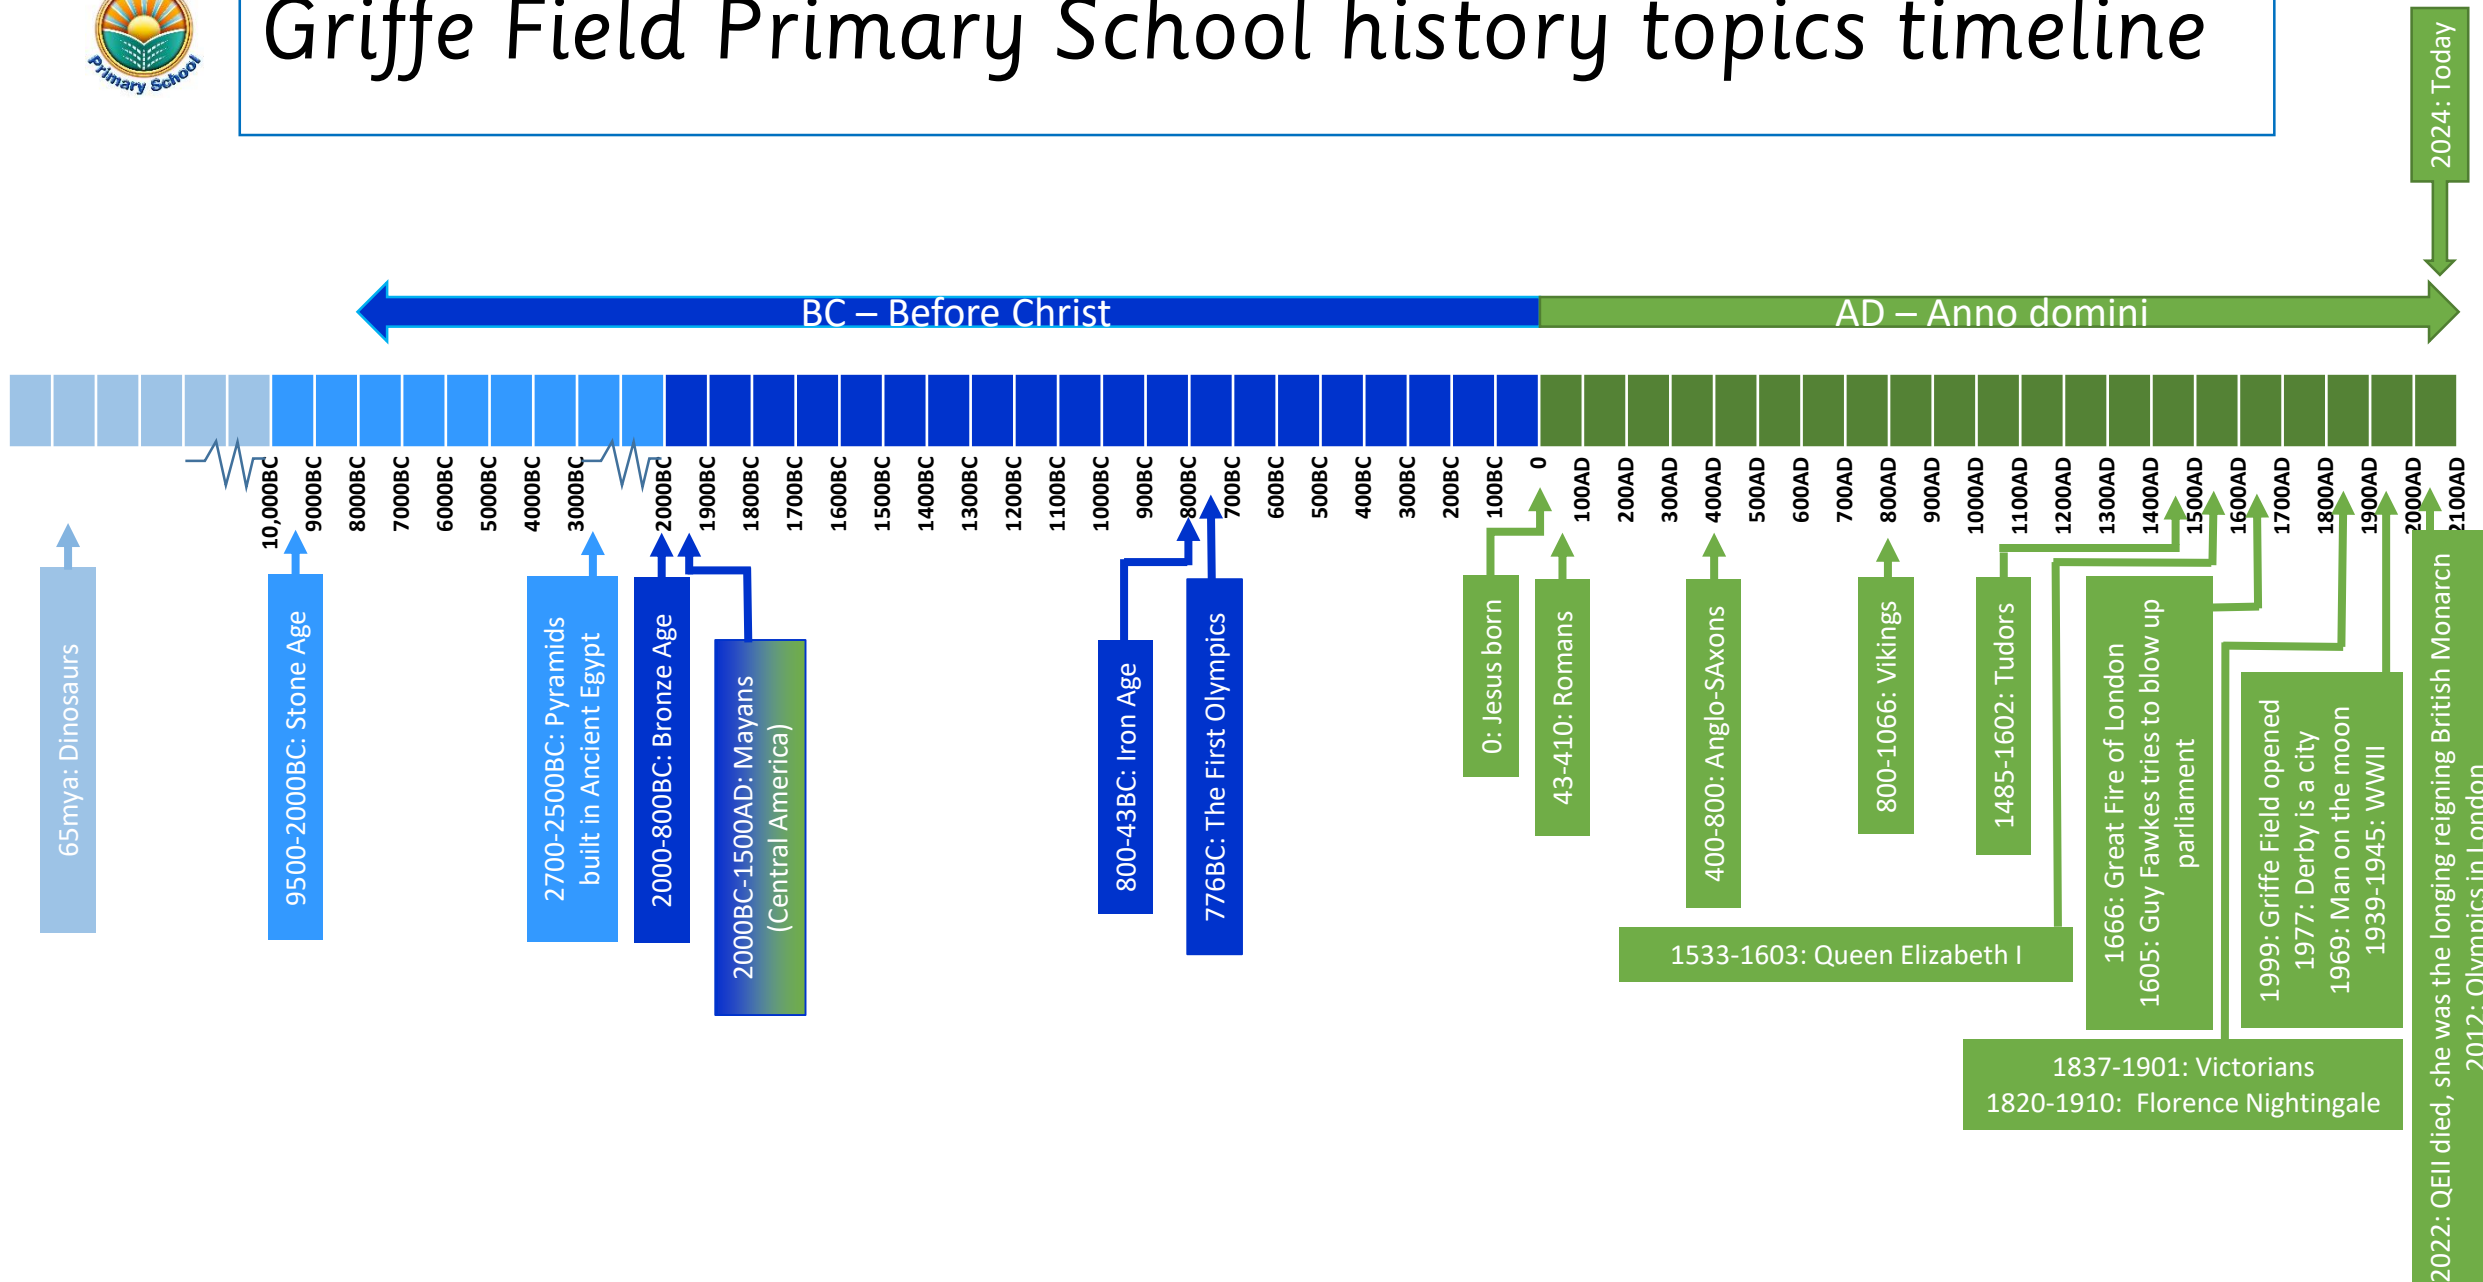 Griffe Field Primary School history topics timeline
Primary School
2024: Today
BC – Before Christ
AD – Anno domini
10,000BC
9000BC
8000BC
7000BC
6000BC
5000BC
4000BC
3000BC
2000BC
1900BC
1800BC
1700BC
1600BC
1500BC
1400BC
1300BC
1200BC
1100BC
1000BC
900BC
800BC
700BC
600BC
500BC
400BC
300BC
200BC
100BC
0
100AD
200AD
300AD
400AD
500AD
600AD
700AD
800AD
900AD
1000AD
1100AD
1200AD
1300AD
1400AD
1500AD
1600AD
1700AD
1800AD
1900AD
2000AD
2100AD
65mya: Dinosaurs
9500-2000BC: Stone Age
2700-2500BC: Pyramids
built in Ancient Egypt
2000-800BC: Bronze Age
2000BC-1500AD: Mayans
(Central America)
800-43BC: Iron Age
776BC: The First Olympics
0: Jesus born
43-410: Romans
400-800: Anglo-SAxons
800-1066: Vikings
1485-1602: Tudors
1533-1603: Queen Elizabeth I
1666: Great Fire of London
1605: Guy Fawkes tries to blow up
parliament
1837-1901: Victorians
1820-1910: Florence Nightingale
1999: Griffe Field opened
1977: Derby is a city
1969: Man on the moon
1939-1945: WWII
2022: QEII died, she was the longing reigning British Monarch
2012: Olympics in London